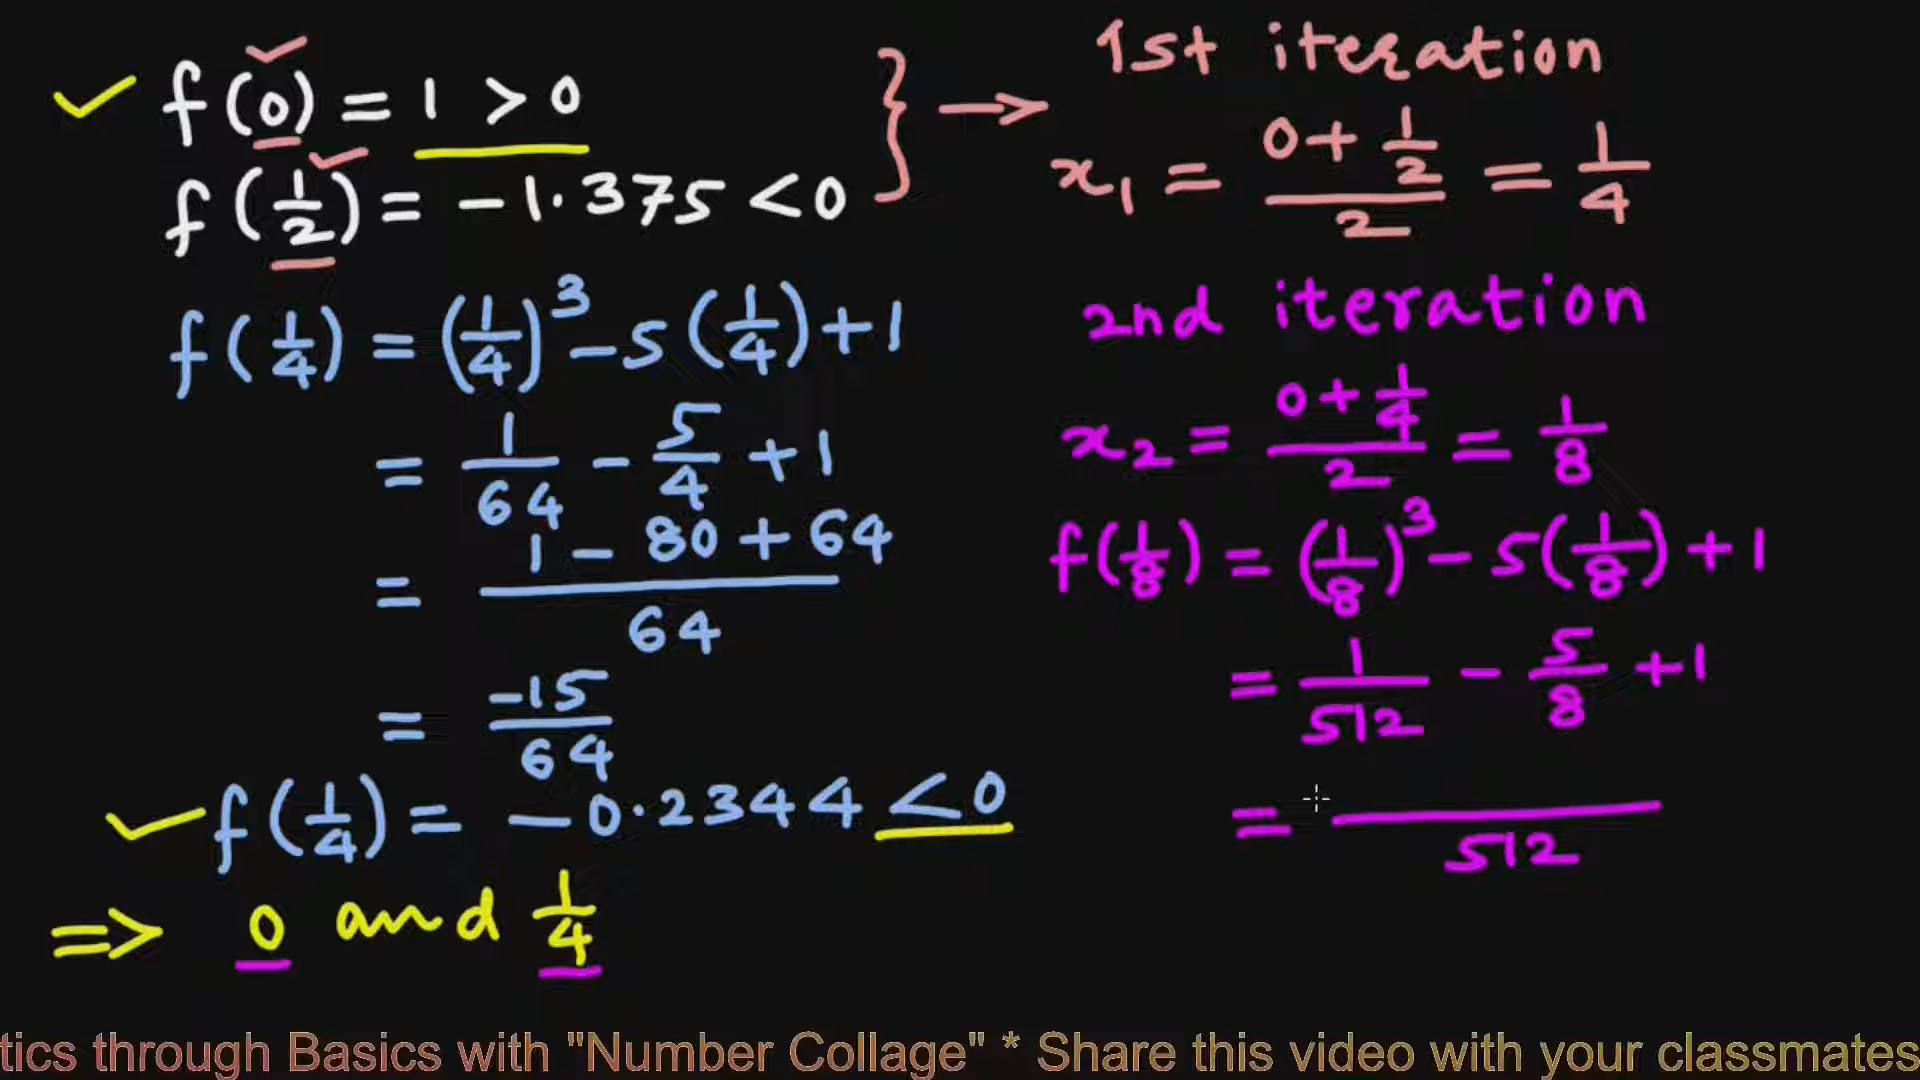 f(0) = 1 > 0
f(1/2) = -1.375 < 0
f(1/4) = (1/4)^3 - 5(1/4) + 1
= 1/64 - 5/4 + 1
= (1 - 80 + 64)/64
= -15/64
f(1/4) = -0.2344 < 0
=> 0 and 1/4
1st iteration
x1 = (0 + 1/2)/2 = 1/4
2nd iteration
x2 = (0 + 1/4)/2 = 1/8
f(1/8) = (1/8)^3 - 5(1/8) + 1
= 1/512 - 5/8 + 1
= /512
tics through Basics with "Number Collage" * Share this video with your classmates